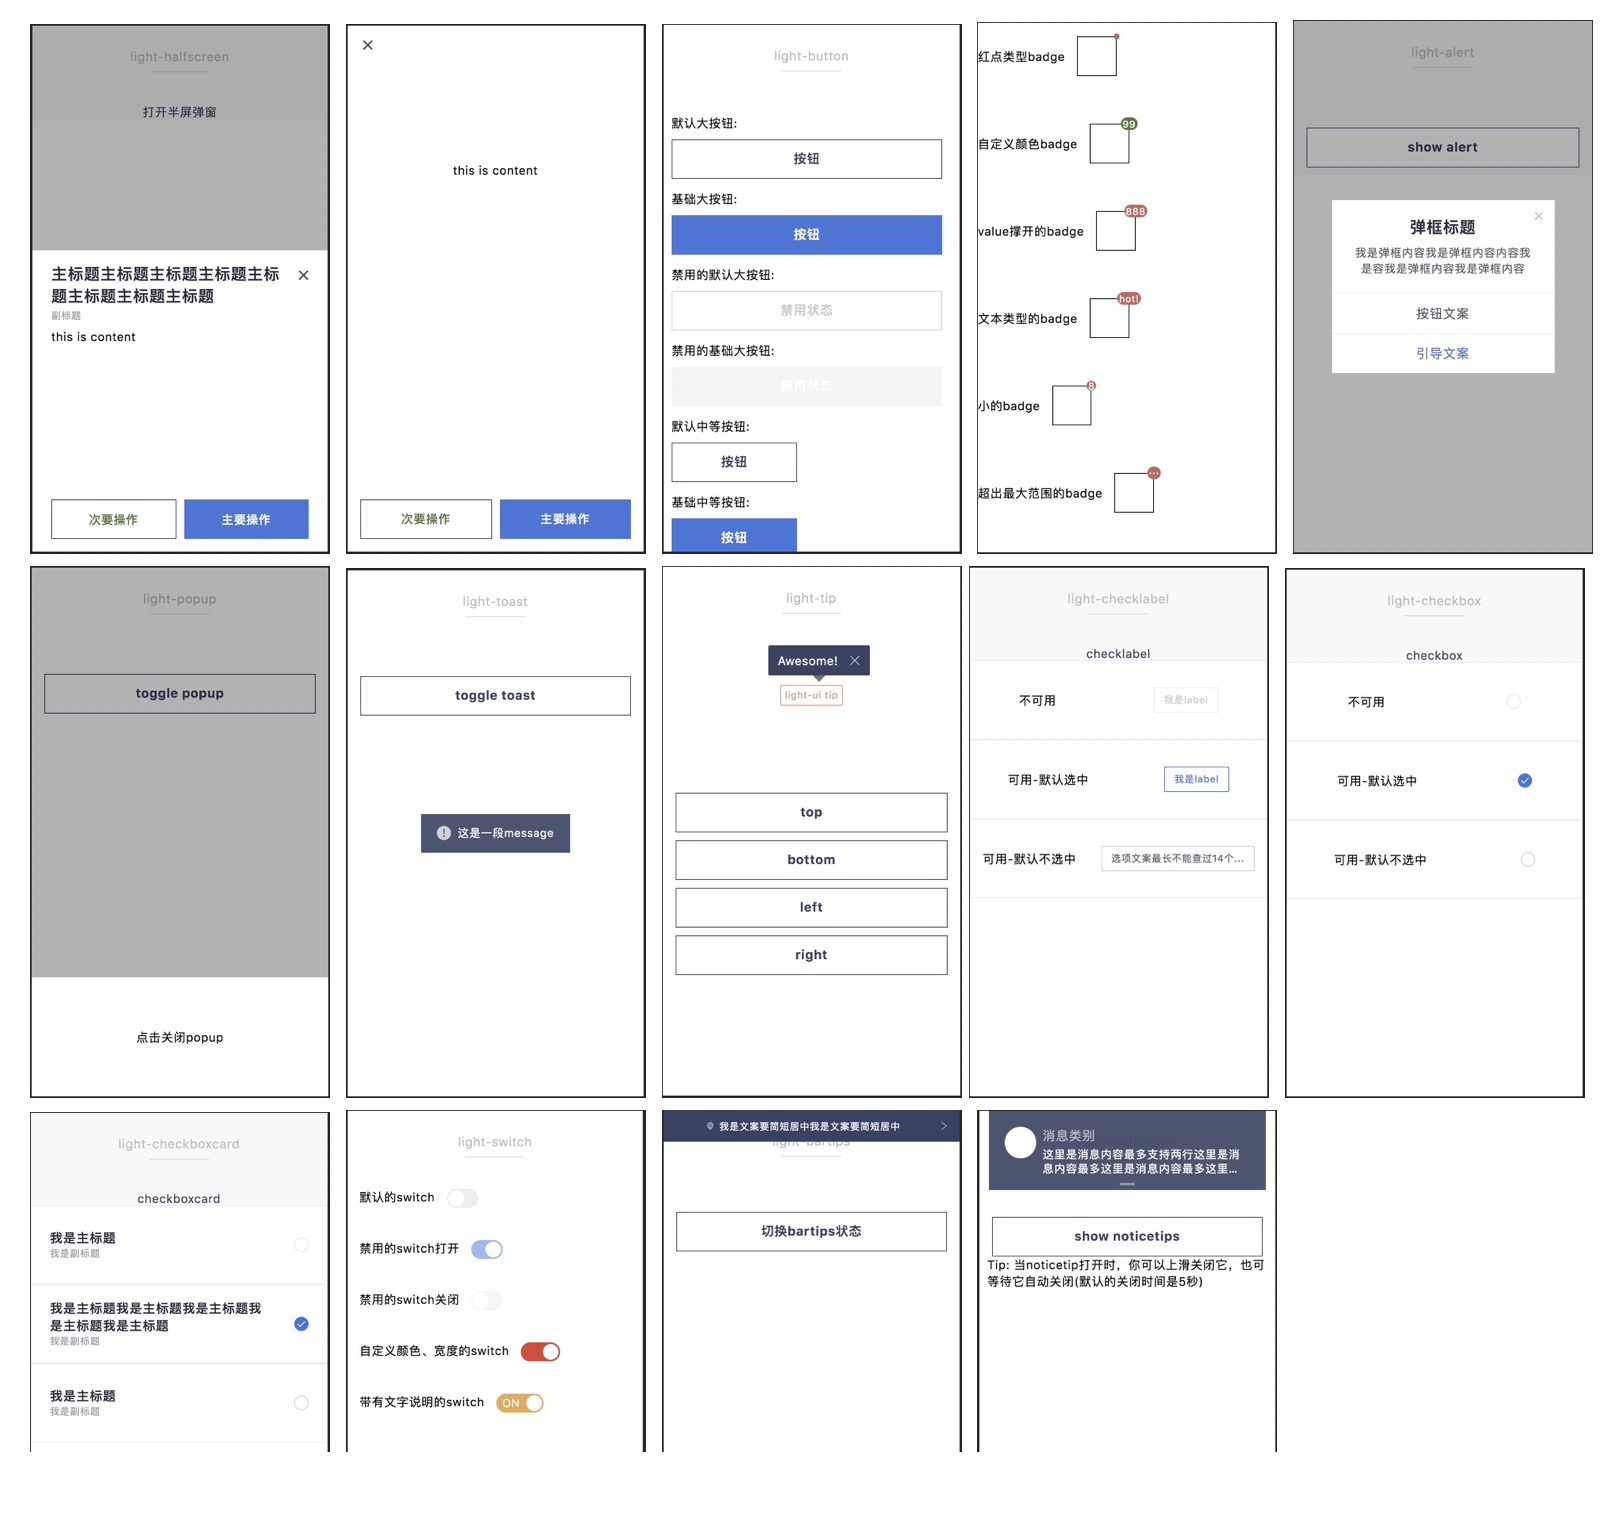 light-halfscreen
打开半屏弹窗
主标题主标题主标题主标题主标
题主标题主标题主标题
副标题
this is content
次要操作
主要操作
this is content
次要操作
主要操作
light-button
默认大按钮:
按钮
基础大按钮:
按钮
禁用的默认大按钮:
禁用状态
禁用的基础大按钮:
禁用状态
默认中等按钮:
按钮
基础中等按钮:
按钮
红点类型badge
自定义颜色badge
99
value撑开的badge
888
文本类型的badge
hot!
小的badge
8
超出最大范围的badge
...
light-alert
show alert
弹框标题
我是弹框内容我是弹框内容内容我
是容我是弹框内容我是弹框内容
按钮文案
引导文案
light-popup
toggle popup
点击关闭popup
light-toast
toggle toast
这是一段message
light-tip
Awesome!
light-ui tip
top
bottom
left
right
light-checklabel
checklabel
不可用
我是label
可用-默认选中
我是label
可用-默认不选中
选项文案最长不能查过14个...
light-checkbox
checkbox
不可用
可用-默认选中
可用-默认不选中
light-checkboxcard
checkboxcard
我是主标题
我是副标题
我是主标题我是主标题我是主标题我
是主标题我是主标题
我是副标题
我是主标题
我是副标题
light-switch
默认的switch
禁用的switch打开
禁用的switch关闭
自定义颜色、宽度的switch
带有文字说明的switch
ON
我是文案要简短居中我是文案要简短居中
light-bartips
切换bartips状态
消息类别
这里是消息内容最多支持两行这里是消
息内容最多这里是消息内容最多这里...
show noticetips
Tip: 当noticetip打开时，你可以上滑关闭它，也可
等待它自动关闭(默认的关闭时间是5秒)